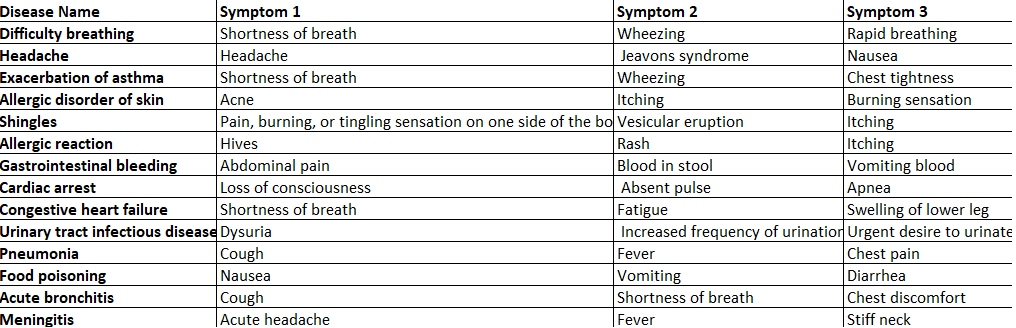 Disease Name Symptom 1 Symptom 2 Symptom 3
Difficulty breathing Shortness of breath Wheezing Rapid breathing
Headache Headache Jeavons syndrome Nausea
Exacerbation of asthma Shortness of breath Wheezing Chest tightness
Allergic disorder of skin Acne Itching Burning sensation
Shingles Pain, burning, or tingling sensation on one side of the bo Vesicular eruption Itching
Allergic reaction Hives Rash Itching
Gastrointestinal bleeding Abdominal pain Blood in stool Vomiting blood
Cardiac arrest Loss of consciousness Absent pulse Apnea
Congestive heart failure Shortness of breath Fatigue Swelling of lower leg
Urinary tract infectious disease Dysuria Increased frequency of urination Urgent desire to urinate
Pneumonia Cough Fever Chest pain
Food poisoning Nausea Vomiting Diarrhea
Acute bronchitis Cough Shortness of breath Chest discomfort
Meningitis Acute headache Fever Stiff neck